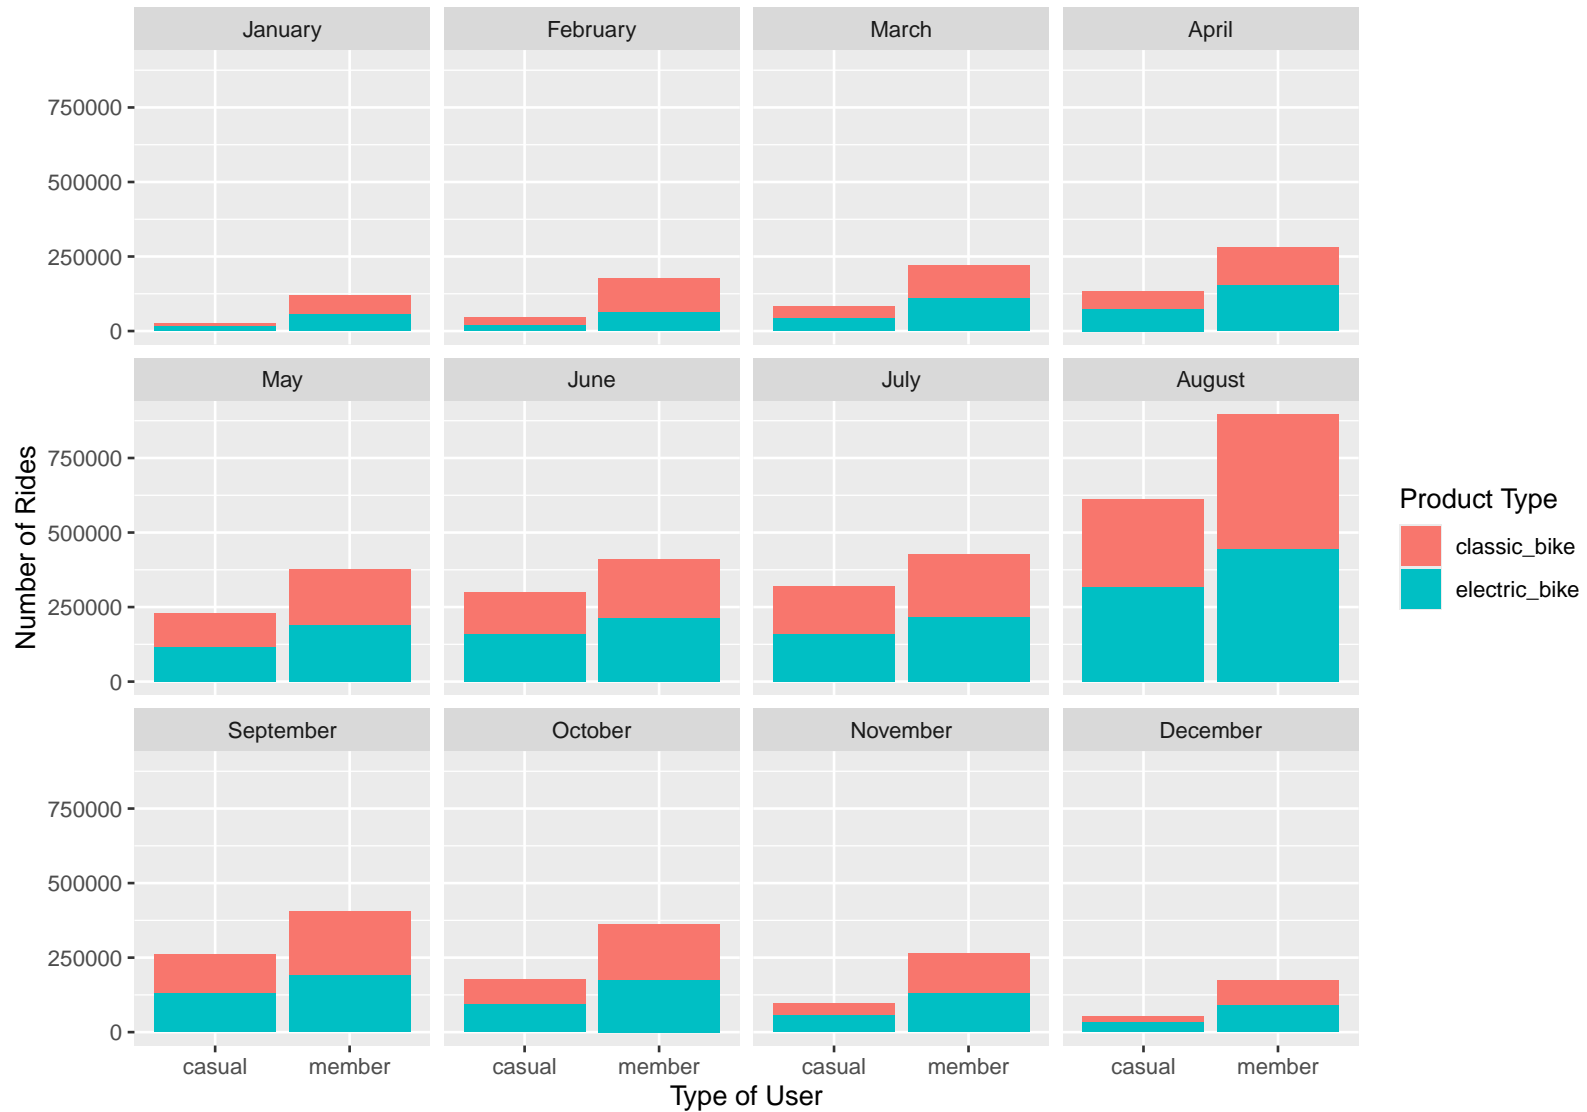 January February March April
750000
500000
250000
0
May June July August
750000
500000
250000
0
September October November December
750000
500000
250000
0
casual member casual member casual member casual member
Type of User
Number of Rides
Product Type
classic_bike
electric_bike